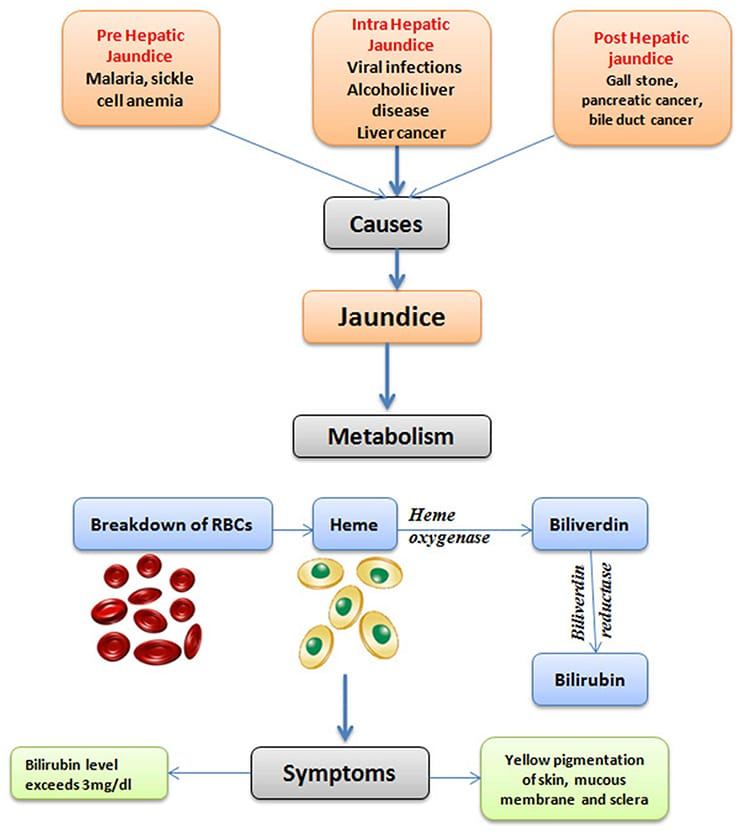 Pre Hepatic
Jaundice
Malaria, sickle
cell anemia
Intra Hepatic
Jaundice
Viral infections
Alcoholic liver
disease
Liver cancer
Post Hepatic
jaundice
Gall stone,
pancreatic cancer,
bile duct cancer
Causes
Jaundice
Metabolism
Breakdown of RBCs
Heme
Heme
oxygenase
Biliverdin
Biliverdin
reductase
Bilirubin
Bilirubin level
exceeds 3mg/dl
Symptoms
Yellow pigmentation
of skin, mucous
membrane and sclera